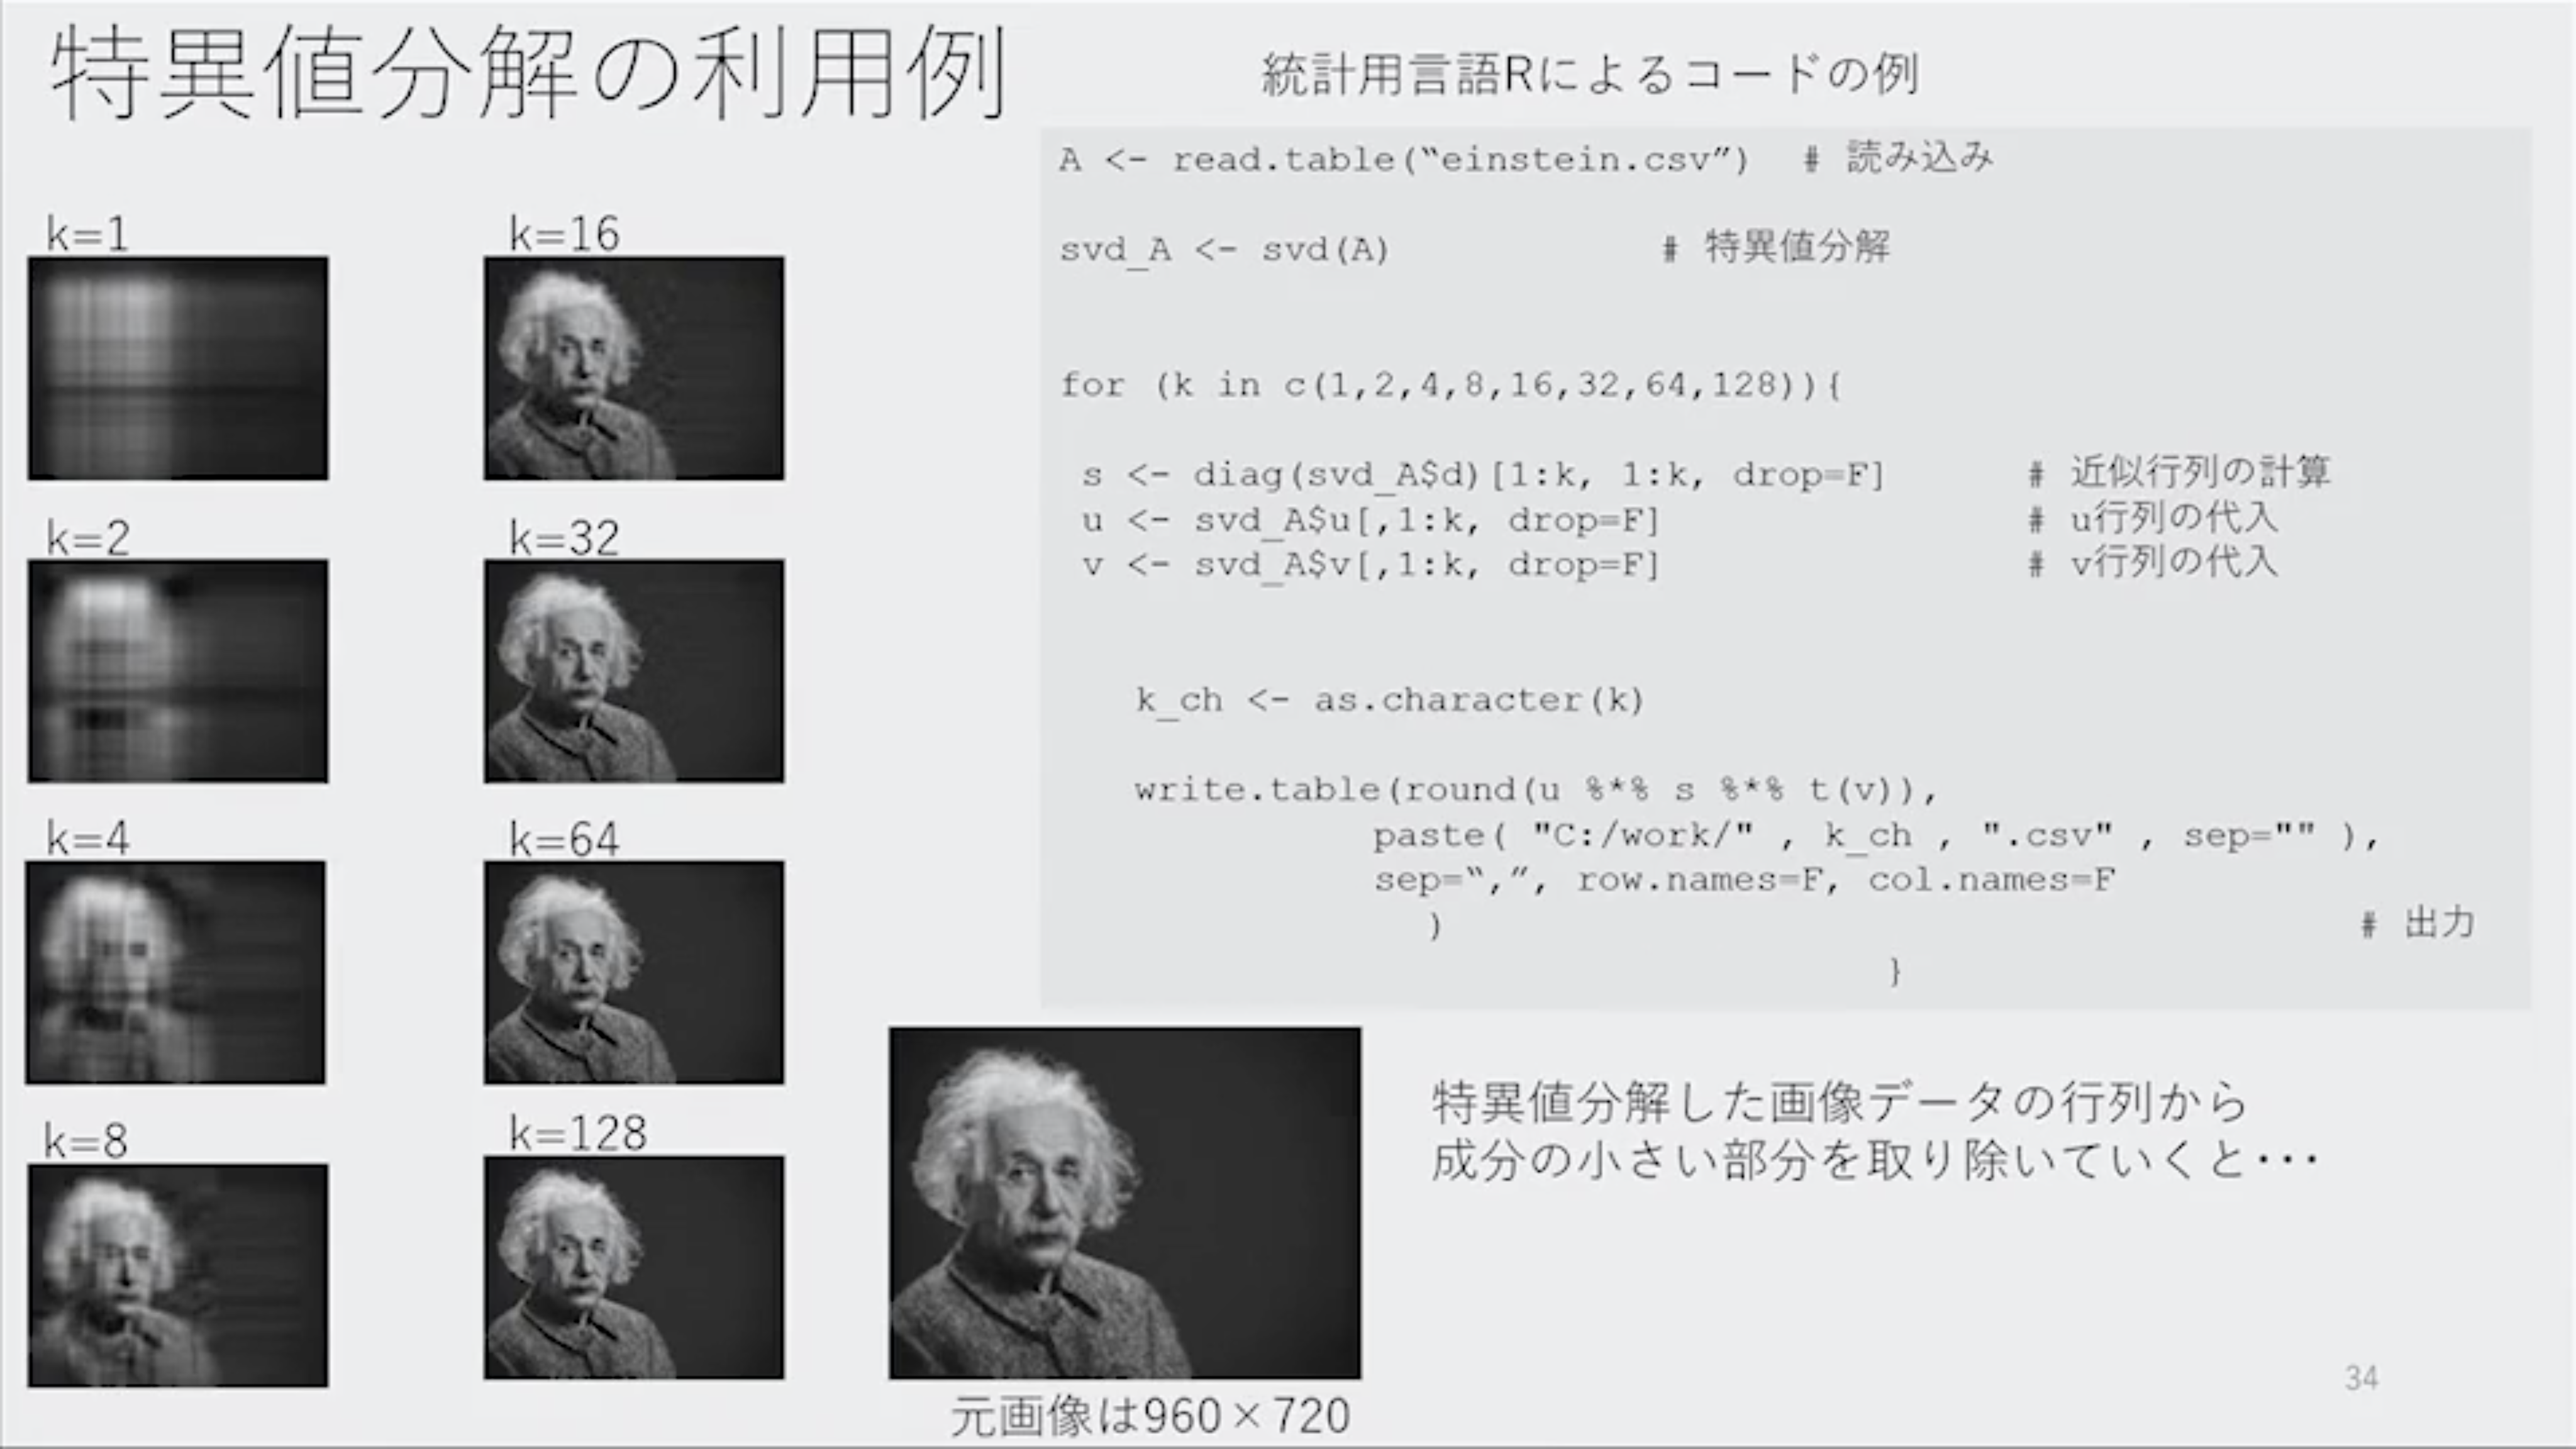 特異値分解の利用例
統計用言語Rによるコードの例
A <- read.table(“einstein.csv”)  # 読み込み
svd_A <- svd(A)  # 特異値分解
for (k in c(1,2,4,8,16,32,64,128)){
s <- diag(svd_A$d)[1:k, 1:k, drop=F]  # 近似行列の計算
u <- svd_A$u[,1:k, drop=F]  # u行列の代入
v <- svd_A$v[,1:k, drop=F]  # v行列の代入
k_ch <- as.character(k)
write.table(round(u %*% s %*% t(v)),
paste( "C:/work/" , k_ch , ".csv" , sep="" ),
sep=“,”, row.names=F, col.names=F
)  # 出力
}
k=1
k=16
k=2
k=32
k=4
k=64
k=8
k=128
元画像は960×720
特異値分解した画像データの行列から
成分の小さい部分を取り除いていくと･･･
34